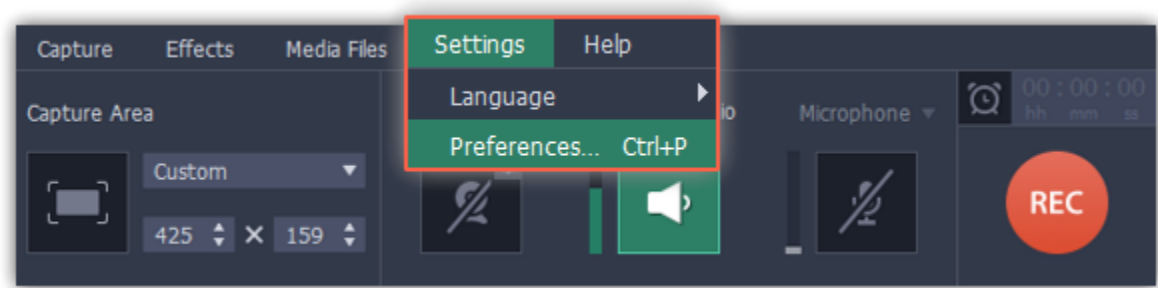 Capture Effects Media Files Settings Help
Language
Preferences... Ctrl+P
Capture Area
io
Microphone
00:00:00
hh mm ss
Custom
425 × 159
REC